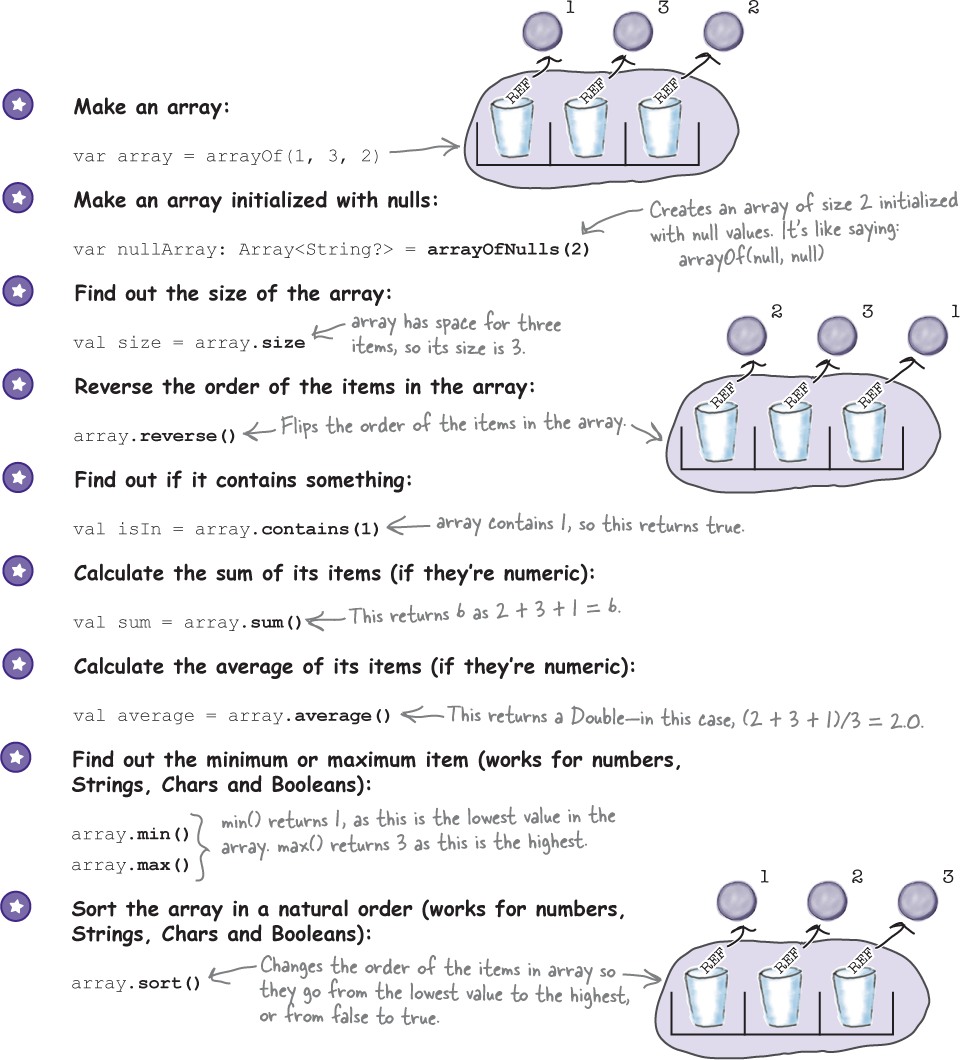 1 3 2
REF REF REF
Make an array:
var array = arrayOf(1, 3, 2)
Make an array initialized with nulls:
var nullArray: Array<String?> = arrayOfNulls(2)
Creates an array of size 2 initialized
with null values. It's like saying:
arrayOf(null, null)
Find out the size of the array:
val size = array.size
array has space for three
items, so its size is 3.
2 3 1
REF REF REF
Reverse the order of the items in the array:
array.reverse()
Flips the order of the items in the array.
Find out if it contains something:
val isIn = array.contains(1)
array contains 1, so this returns true.
Calculate the sum of its items (if they're numeric):
val sum = array.sum()
This returns 6 as 2 + 3 + 1 = 6.
Calculate the average of its items (if they're numeric):
val average = array.average()
This returns a Double—in this case, (2 + 3 + 1)/3 = 2.0.
Find out the minimum or maximum item (works for numbers,
Strings, Chars and Booleans):
array.min()
array.max()
min() returns 1, as this is the lowest value in the
array. max() returns 3 as this is the highest.
1 2 3
REF REF REF
Sort the array in a natural order (works for numbers,
Strings, Chars and Booleans):
array.sort()
Changes the order of the items in array so
they go from the lowest value to the highest,
or from false to true.